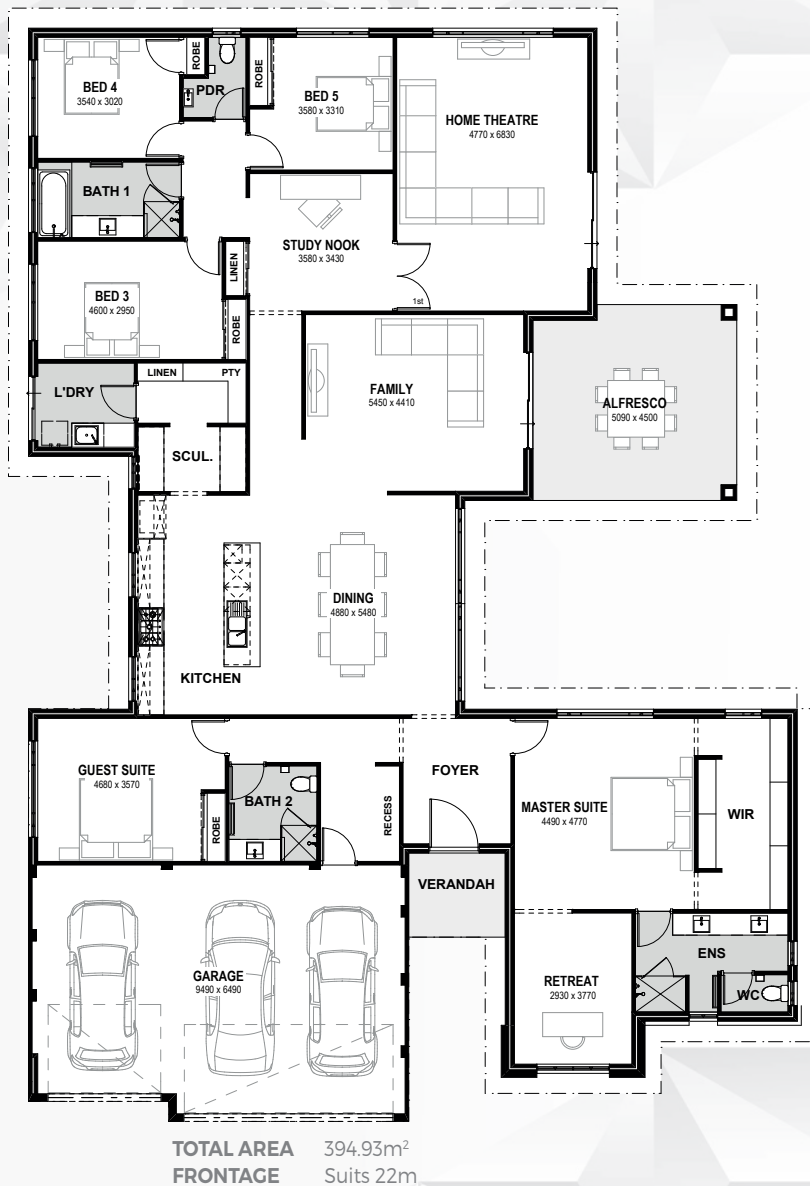 ROBE
PDR
BED 4
3540 x 3020
ROBE
BED 5
3580 x 3310
HOME THEATRE
4770 x 6830
BATH 1
STUDY NOOK
3580 x 3430
LINEN
BED 3
4600 x 2950
1st
ROBE
LINEN
PTY
L'DRY
FAMILY
5450 x 4410
ALFRESCO
5090 x 4500
SCUL.
DINING
4880 x 5480
KITCHEN
GUEST SUITE
4680 x 3570
FOYER
BATH 2
RECESS
ROBE
MASTER SUITE
4490 x 4770
WIR
VERANDAH
GARAGE
9490 x 6490
RETREAT
2930 x 3770
ENS
WC
TOTAL AREA 394.93m²
FRONTAGE Suits 22m